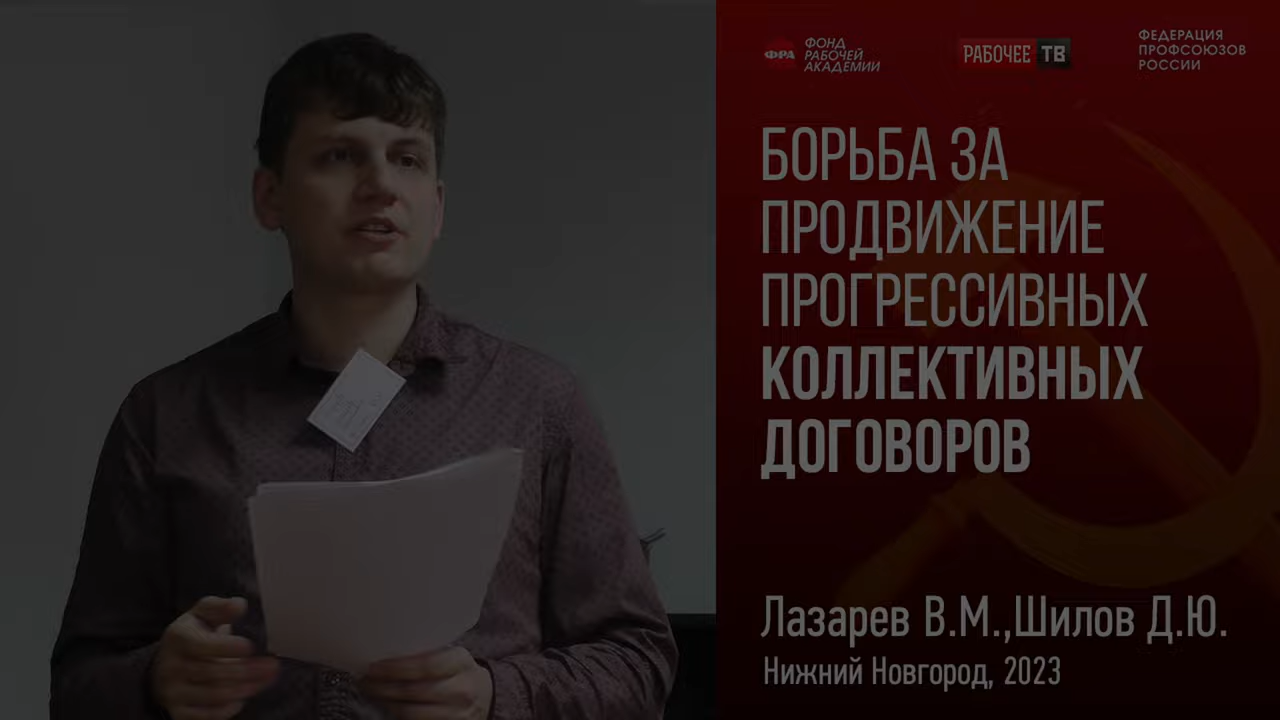 ФРА
ФОНД
РАБОЧЕЙ
АКАДЕМИИ
РАБОЧЕЕ ТВ
ФЕДЕРАЦИЯ
ПРОФСОЮЗОВ
РОССИИ
БОРЬБА ЗА
ПРОДВИЖЕНИЕ
ПРОГРЕССИВНЫХ
КОЛЛЕКТИВНЫХ
ДОГОВОРОВ
Лазарев В.М.,Шилов Д.Ю.
Нижний Новгород, 2023